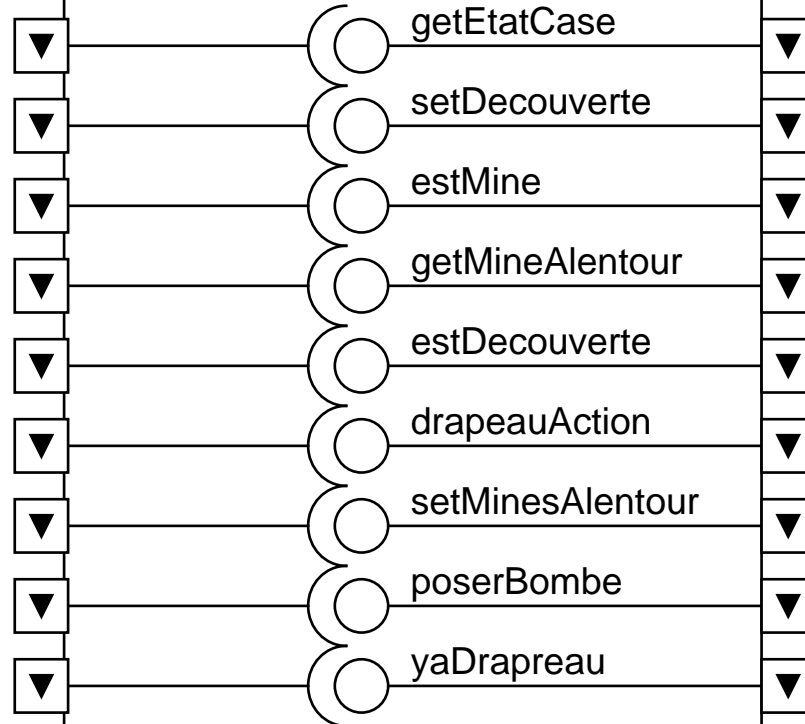 getEtatCase
setDecouverte
estMine
getMineAlentour
estDecouverte
drapeauAction
setMinesAlentour
poserBombe
yaDrapreau